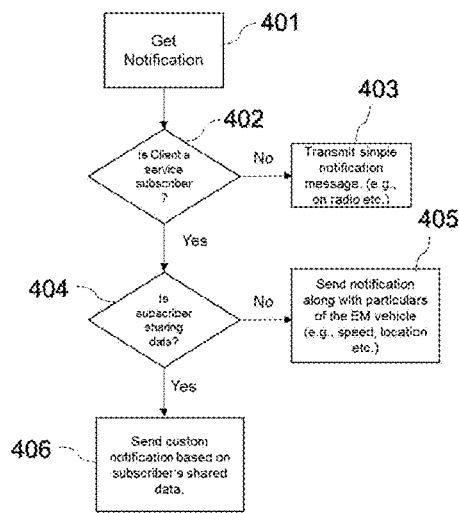 401
Get
Notification
402
403
Is Client a
service
subscriber
?
No
Transmit simple
notification
message. (e.g.,
on radio etc.)
Yes
405
404
Is
subscriber
sharing
data?
No
Send notification
along with particulars
of the EM vehicle
(e.g., speed, location
etc.)
Yes
406
Send custom
notification based on
subscriber's shared
data.